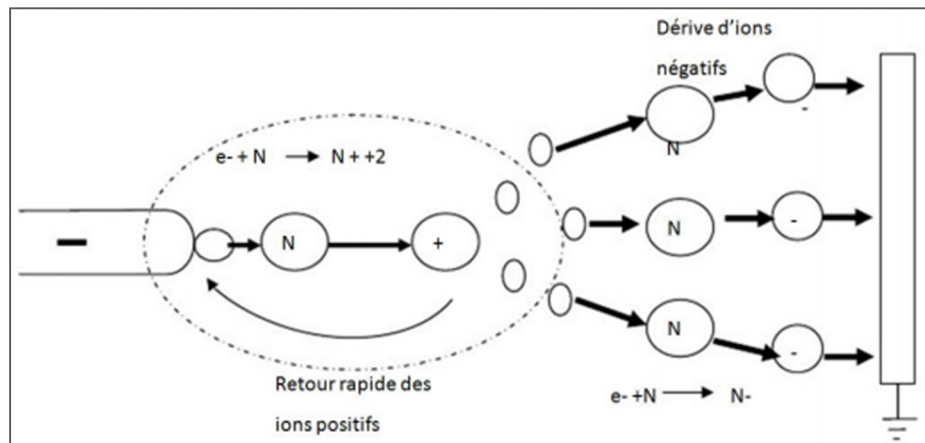 Dérive d'ions
négatifs
e- + N → N + +2
N
-
N
+
N
-
N
-
Retour rapide des
ions positifs
e- +N → N-
-